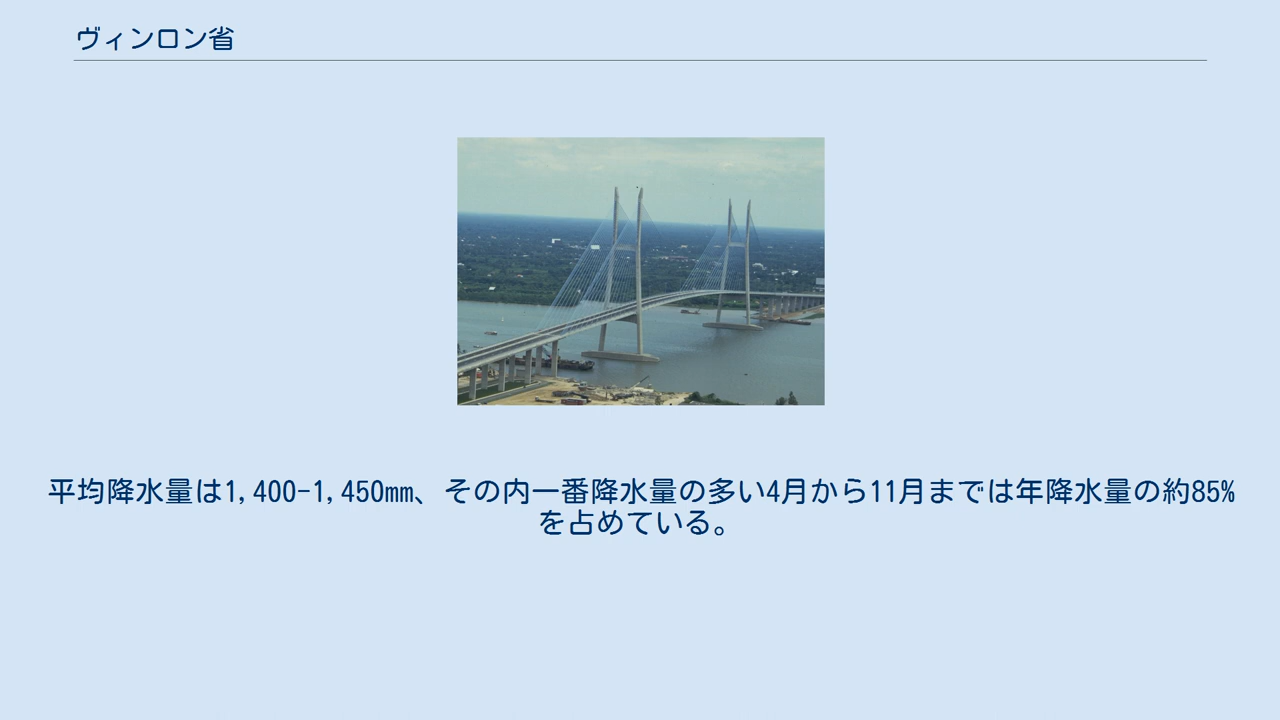 ヴィンロン省
平均降水量は1,400-1,450mm、その内一番降水量の多い4月から11月までは年降水量の約85%
を占めている。